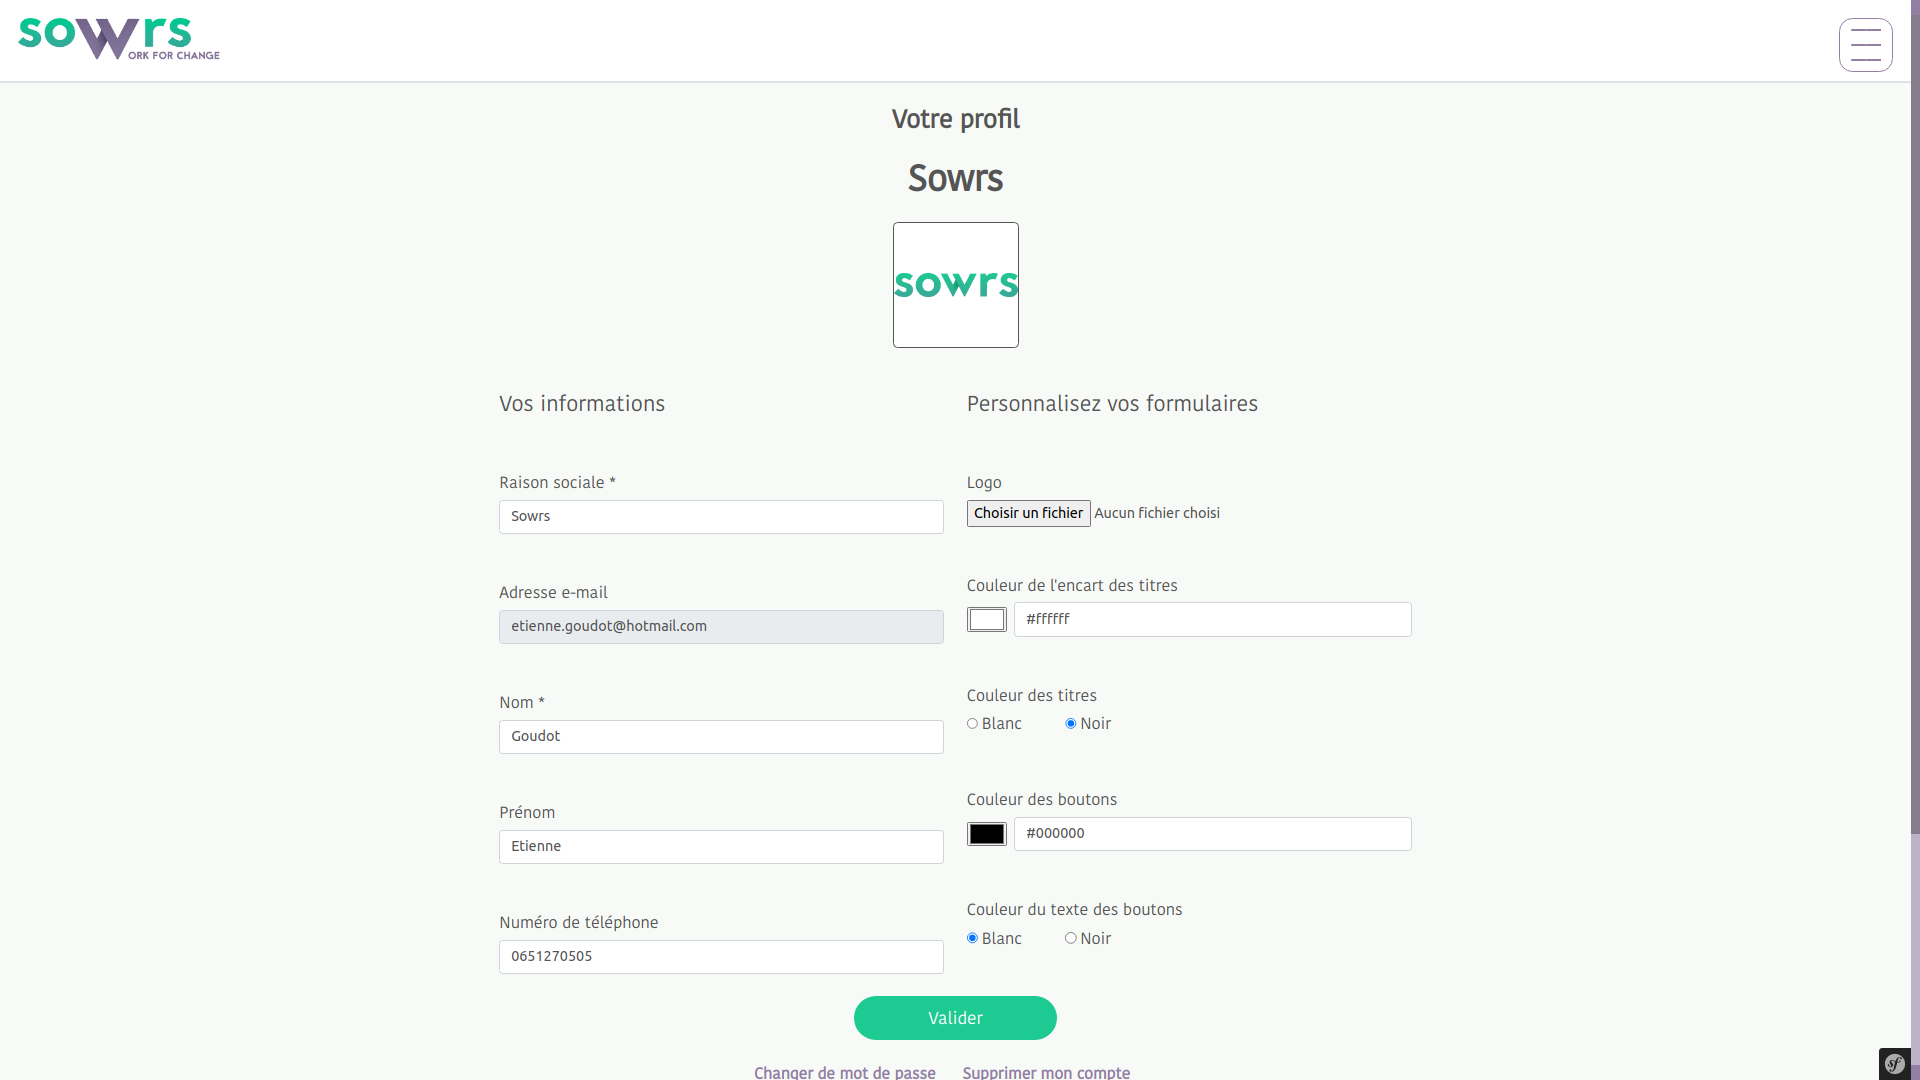 sowrs
ORK FOR CHANGE
Votre profil
Sowrs
sowrs
Vos informations
Raison sociale *
Sowrs
Adresse e-mail
etienne.goudot@hotmail.com
Nom *
Goudot
Prénom
Etienne
Numéro de téléphone
0651270505
Personnalisez vos formulaires
Logo
Choisir un fichier Aucun fichier choisi
Couleur de l'encart des titres
#ffffff
Couleur des titres
Blanc Noir
Couleur des boutons
#000000
Couleur du texte des boutons
Blanc Noir
Valider
Changer de mot de passe Supprimer mon compte
sf